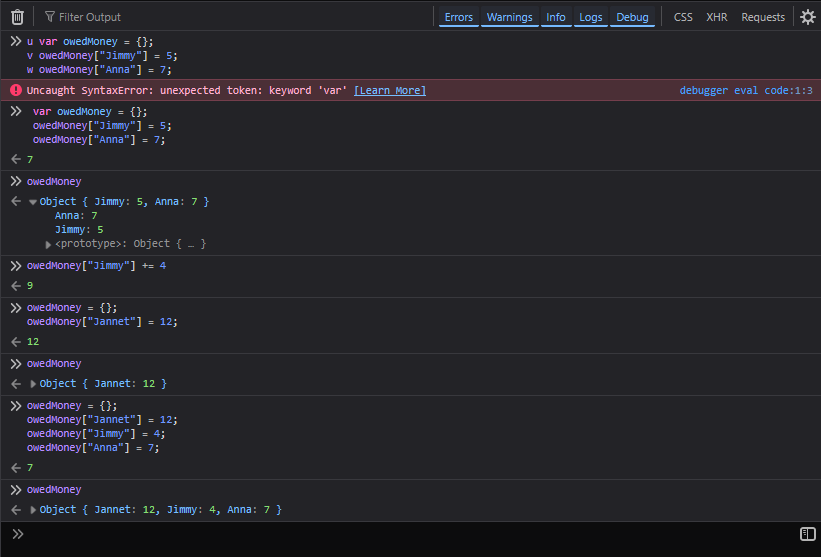 Filter Output Errors Warnings Info Logs Debug CSS XHR Requests
u var owedMoney = {};
v owedMoney["Jimmy"] = 5;
w owedMoney["Anna"] = 7;
Uncaught SyntaxError: unexpected token: keyword 'var' [Learn More] debugger eval code:1:3
var owedMoney = {};
owedMoney["Jimmy"] = 5;
owedMoney["Anna"] = 7;
7
owedMoney
Object { Jimmy: 5, Anna: 7 }
Anna: 7
Jimmy: 5
<prototype>: Object { … }
owedMoney["Jimmy"] += 4
9
owedMoney = {};
owedMoney["Jannet"] = 12;
12
owedMoney
Object { Jannet: 12 }
owedMoney = {};
owedMoney["Jannet"] = 12;
owedMoney["Jimmy"] = 4;
owedMoney["Anna"] = 7;
7
owedMoney
Object { Jannet: 12, Jimmy: 4, Anna: 7 }